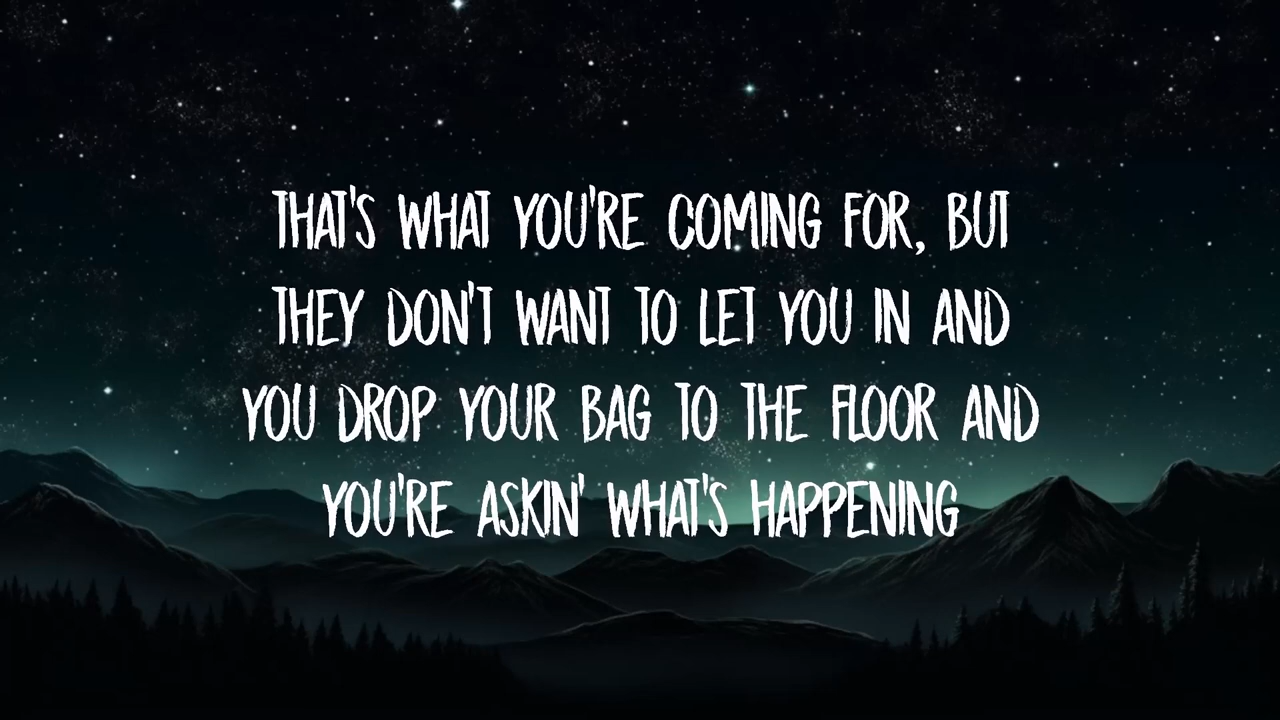 THAT'S WHAT YOU'RE COMING FOR, BUT
THEY DON'T WANT TO LET YOU IN AND
YOU DROP YOUR BAG TO THE FLOOR AND
YOU'RE ASKIN' WHAT'S HAPPENING